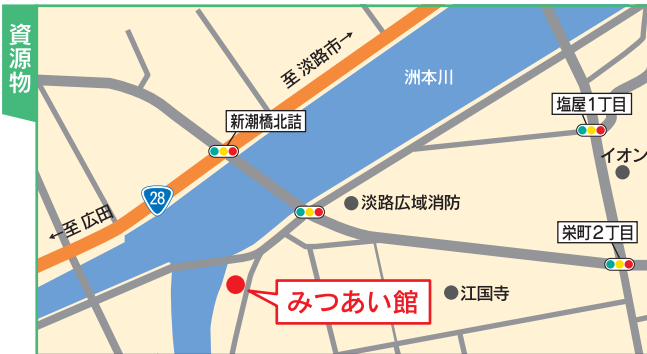 資源物
至 淡路市→
洲本川
新潮橋北詰
塩屋1丁目
イオン
28
淡路広域消防
←至 広田
栄町2丁目
みつあい館
江国寺